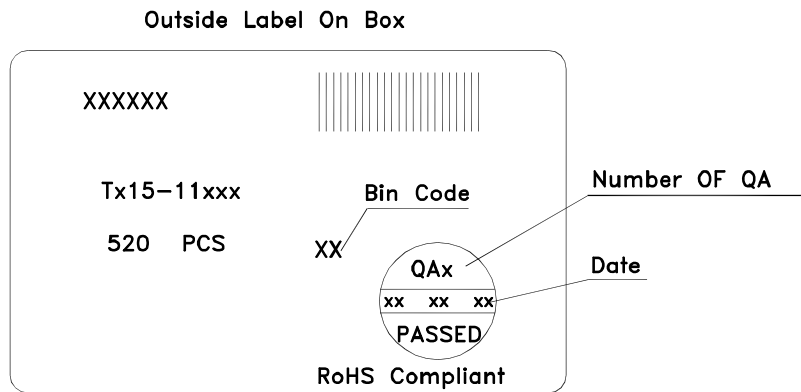 Outside Label On Box
XXXXXX
Tx15-11xxx
Bin Code
Number OF QA
520 PCS
XX
QAx
Date
xx xx xx
PASSED
RoHS Compliant